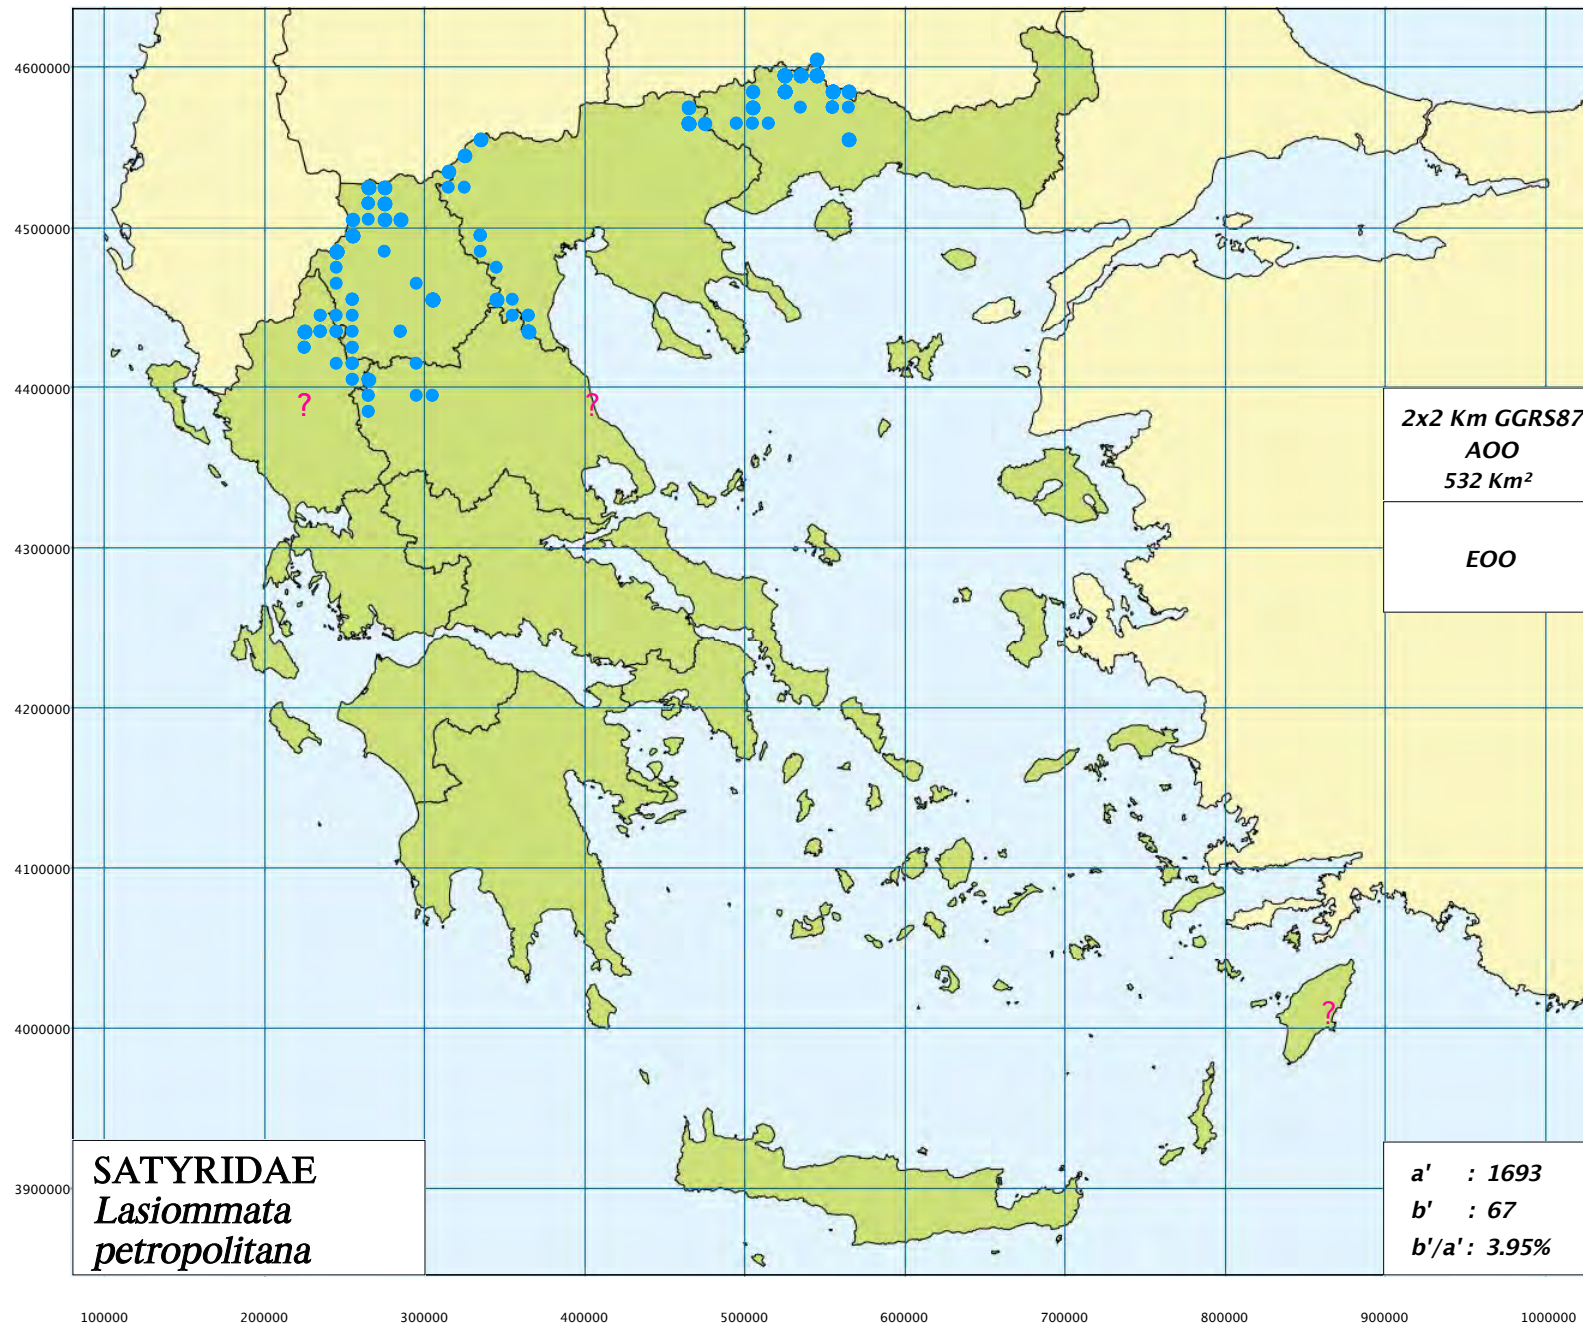 4600000
4500000
4400000
4300000
4200000
4100000
4000000
3900000
?
?
?
2x2 Km GGRS87
AOO
532 Km²
EOO
SATYRIDAE
Lasiommata
petropolitana
a' : 1693
b' : 67
b'/a' : 3.95%
100000 200000 300000 400000 500000 600000 700000 800000 900000 1000000